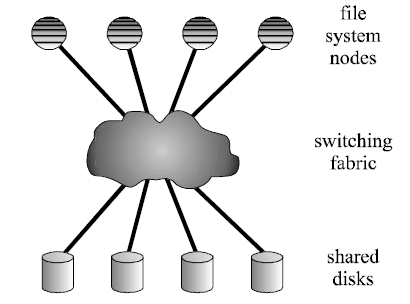 file
system
nodes
switching
fabric
shared
disks